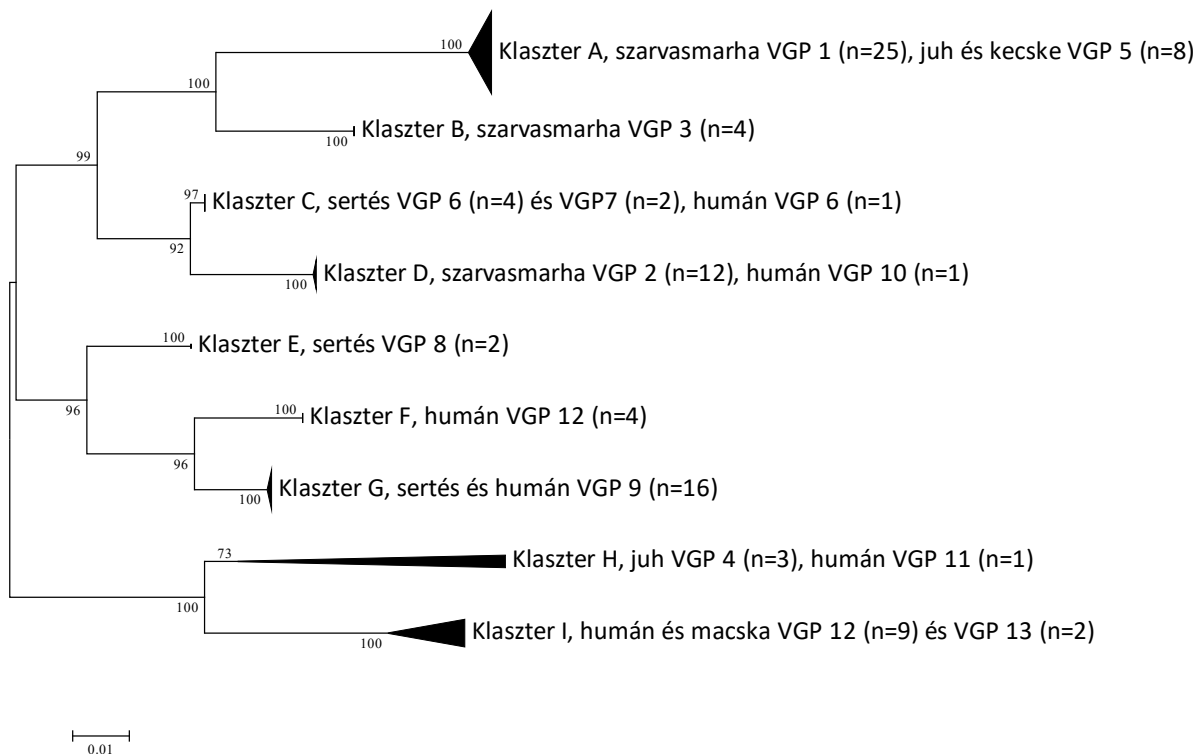 100 Klaszter A, szarvasmarha VGP 1 (n=25), juh és kecske VGP 5 (n=8)
100
100 Klaszter B, szarvasmarha VGP 3 (n=4)
99
97 Klaszter C, sertés VGP 6 (n=4) és VGP7 (n=2), humán VGP 6 (n=1)
92
100 Klaszter D, szarvasmarha VGP 2 (n=12), humán VGP 10 (n=1)
100 Klaszter E, sertés VGP 8 (n=2)
96
100 Klaszter F, humán VGP 12 (n=4)
96
100 Klaszter G, sertés és humán VGP 9 (n=16)
73 Klaszter H, juh VGP 4 (n=3), humán VGP 11 (n=1)
100
100 Klaszter I, humán és macska VGP 12 (n=9) és VGP 13 (n=2)
0.01